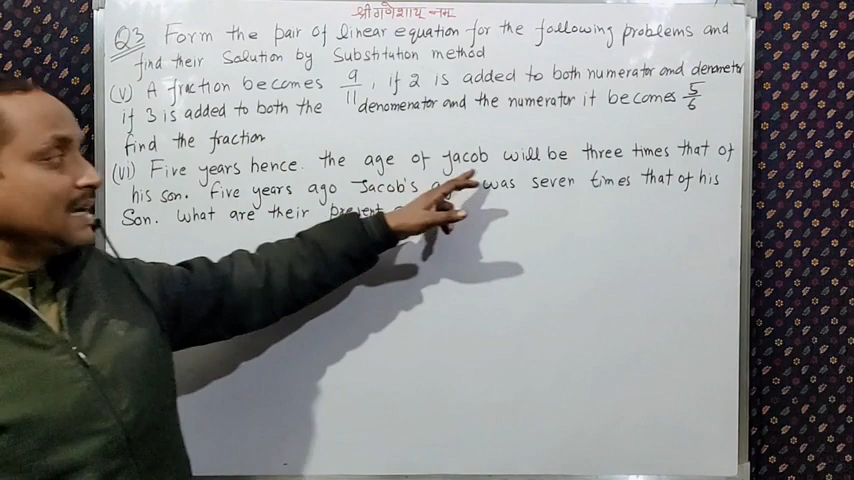 श्री गणेशाय नमः
Q3 Form the pair of linear equation for the following problems and
find their Solution by Substitution method
(V) A fraction becomes 9/11, if 2 is added to both numerator and denometor
if 3 is added to both the denomenator and the numerator it becomes 5/6
find the fraction
(VI) Five years hence. the age of Jacob will be three times that of
his son. Five years ago Jacob's age was seven times that of his
Son. What are their present